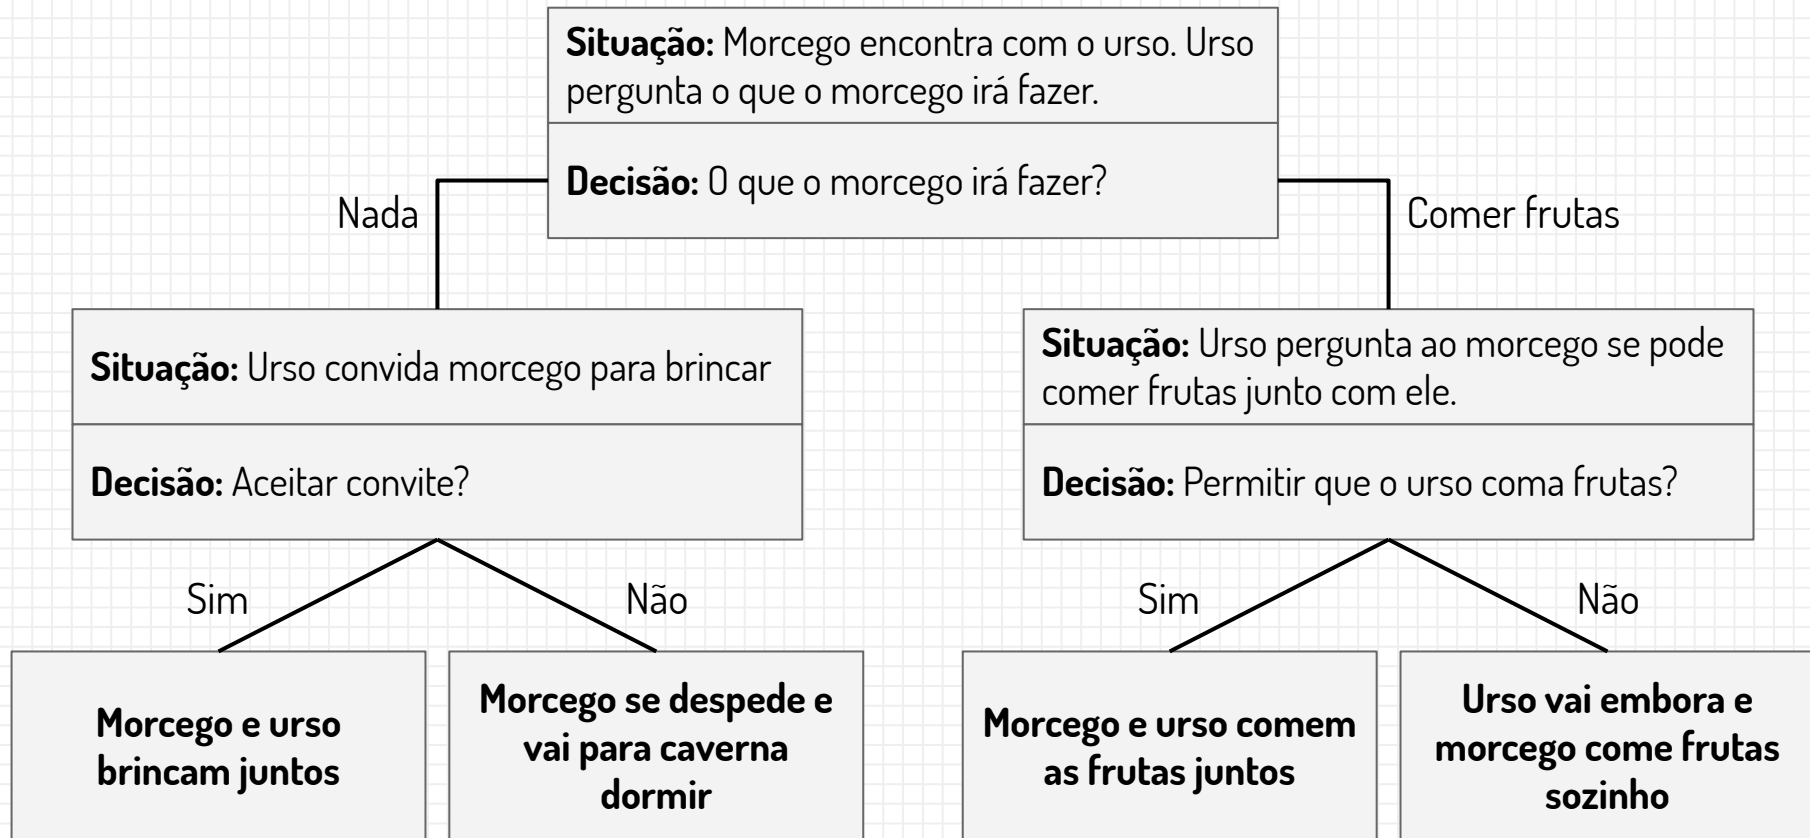 Situação: Morcego encontra com o urso. Urso
pergunta o que o morcego irá fazer.
Decisão: O que o morcego irá fazer?
Nada
Comer frutas
Situação: Urso convida morcego para brincar
Decisão: Aceitar convite?
Situação: Urso pergunta ao morcego se pode
comer frutas junto com ele.
Decisão: Permitir que o urso coma frutas?
Sim
Não
Sim
Não
Morcego e urso
brincam juntos
Morcego se despede e
vai para caverna
dormir
Morcego e urso comem
as frutas juntos
Urso vai embora e
morcego come frutas
sozinho